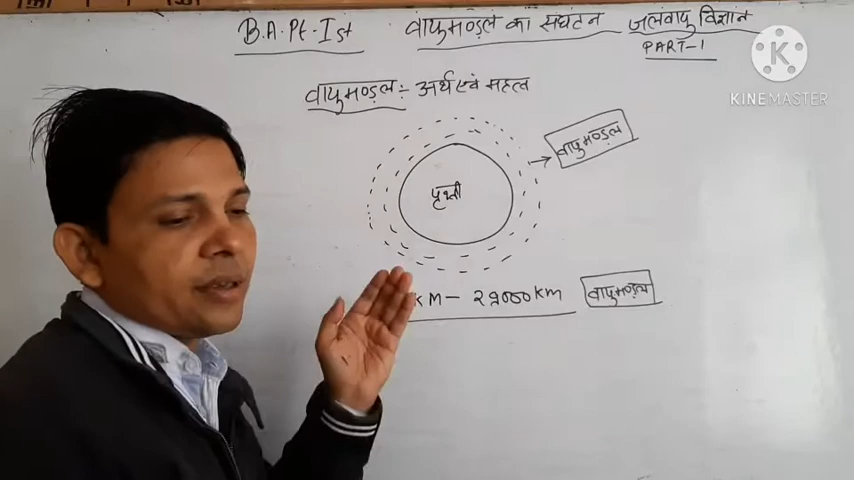 B.A. Pt-Ist वायुमण्डल का संघटन जलवायु विज्ञान
PART-1
वायुमण्डल :- अर्थ एवं महत्व
पृथ्वी
वायुमण्डल
KM - २९००० Km वायुमण्डल
KINEMASTER